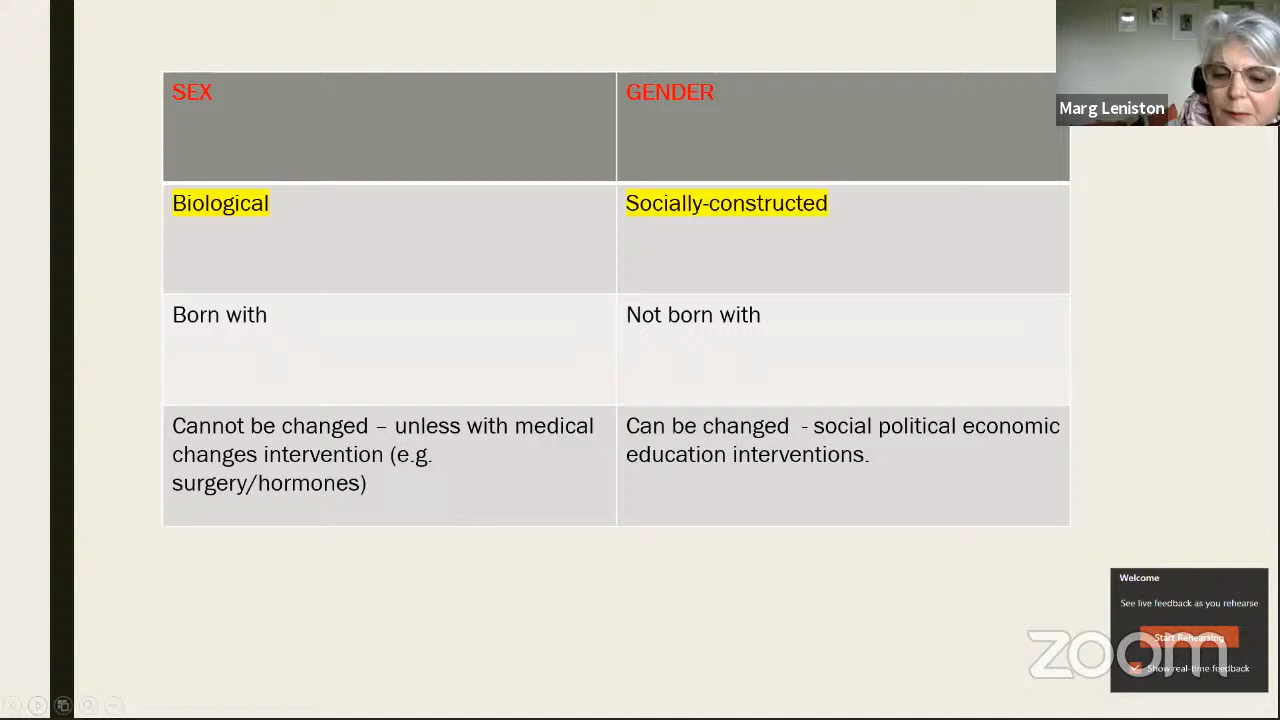 SEX
GENDER
Marg Leniston
Biological
Socially-constructed
Born with
Not born with
Cannot be changed – unless with medical
changes intervention (e.g.
surgery/hormones)
Can be changed  - social political economic
education interventions.
Welcome
See live feedback as you rehearse
Start Rehearsing
Show real-time feedback
zoom